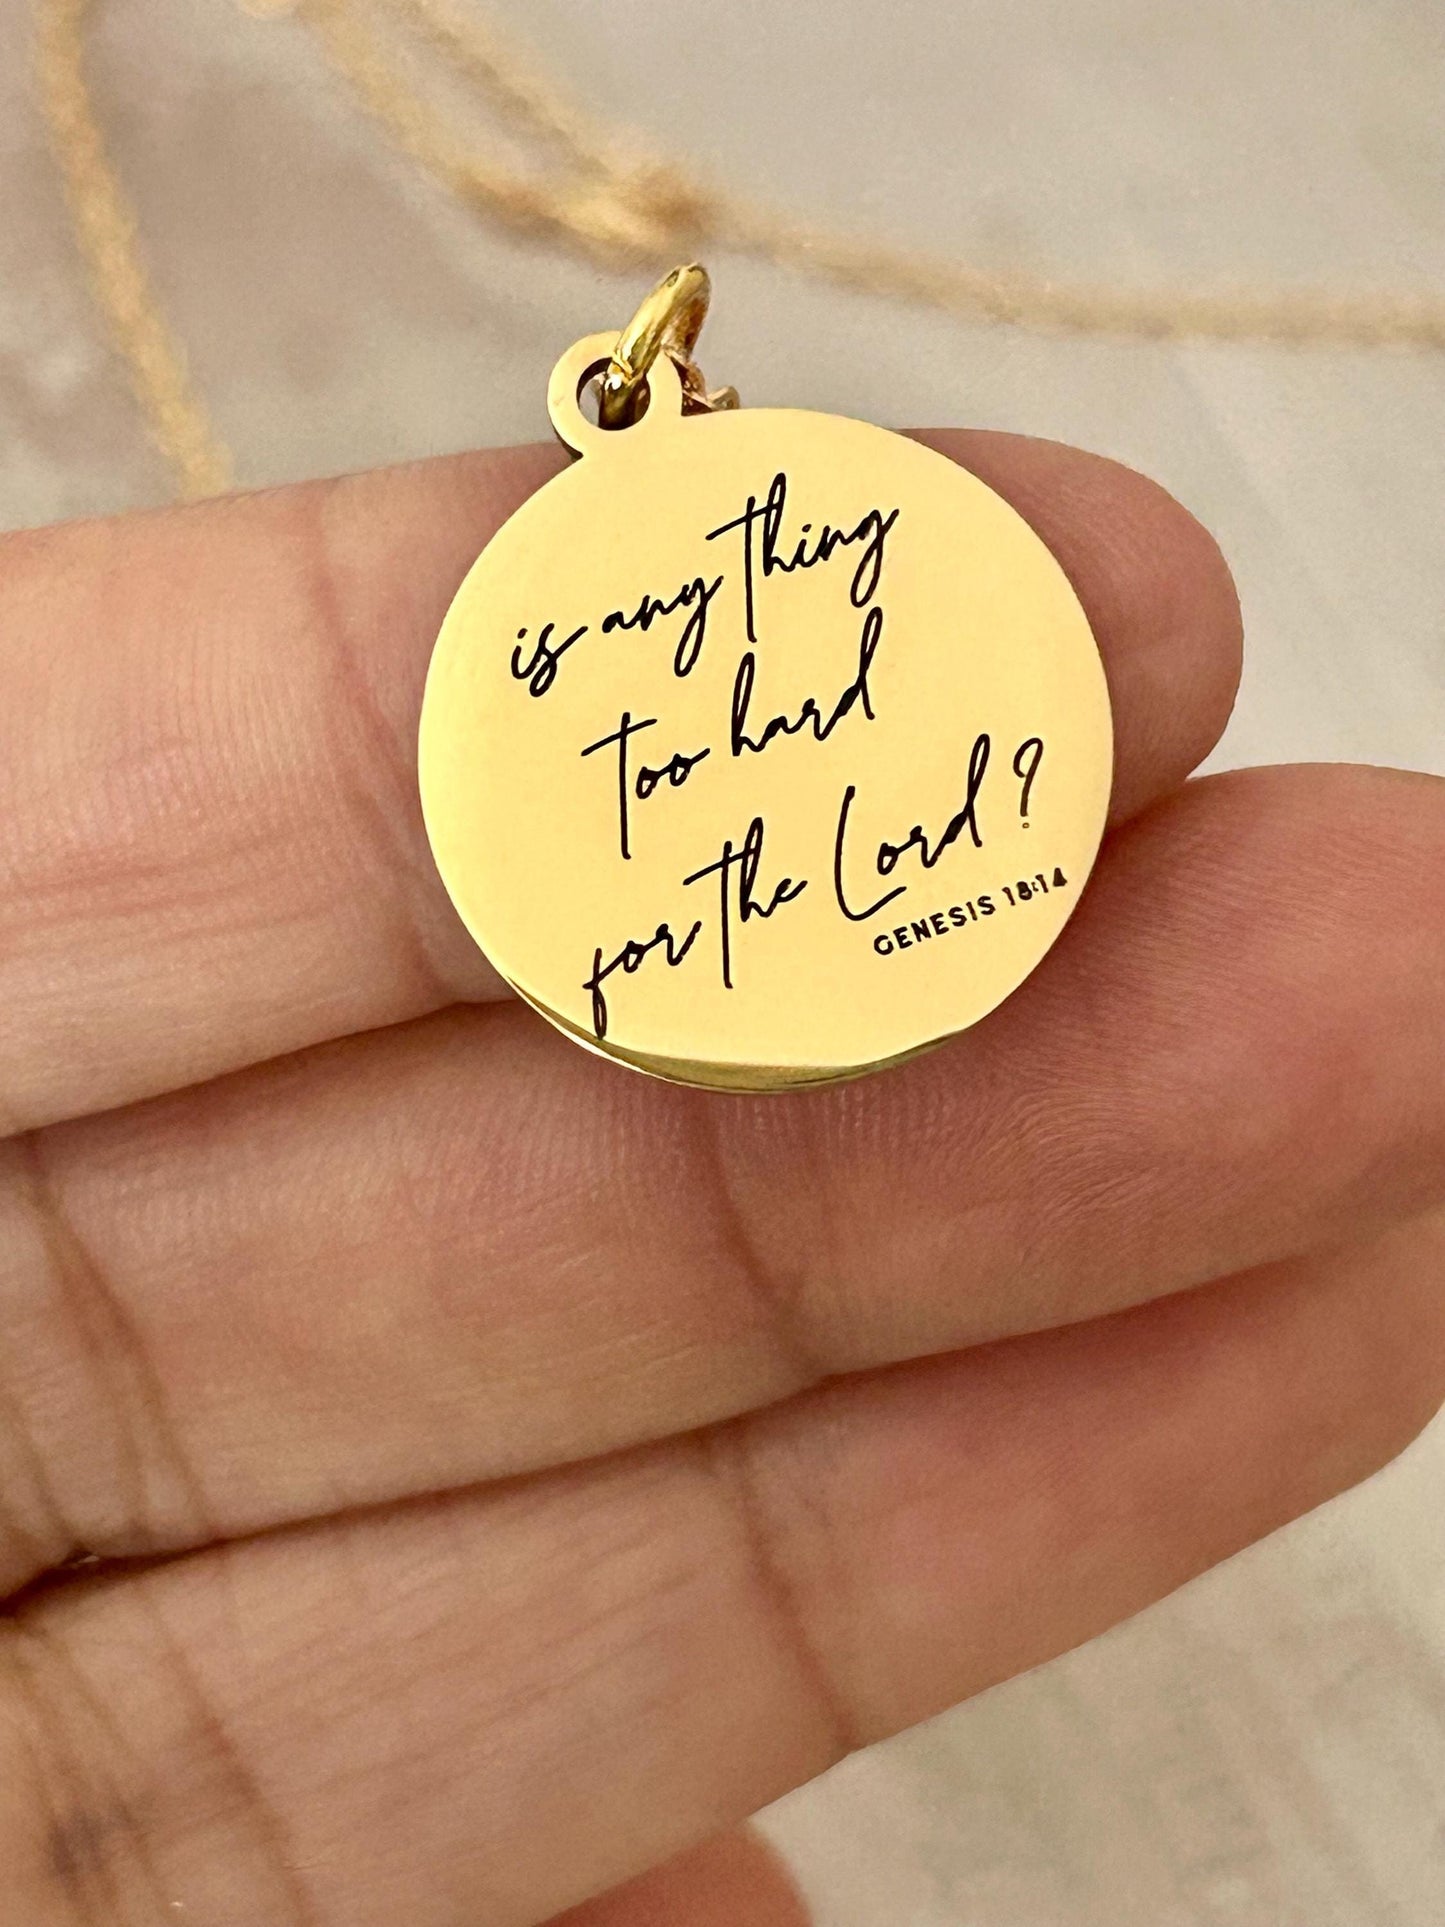 is any thing
too hard
for the Lord?
GENESIS 18:14